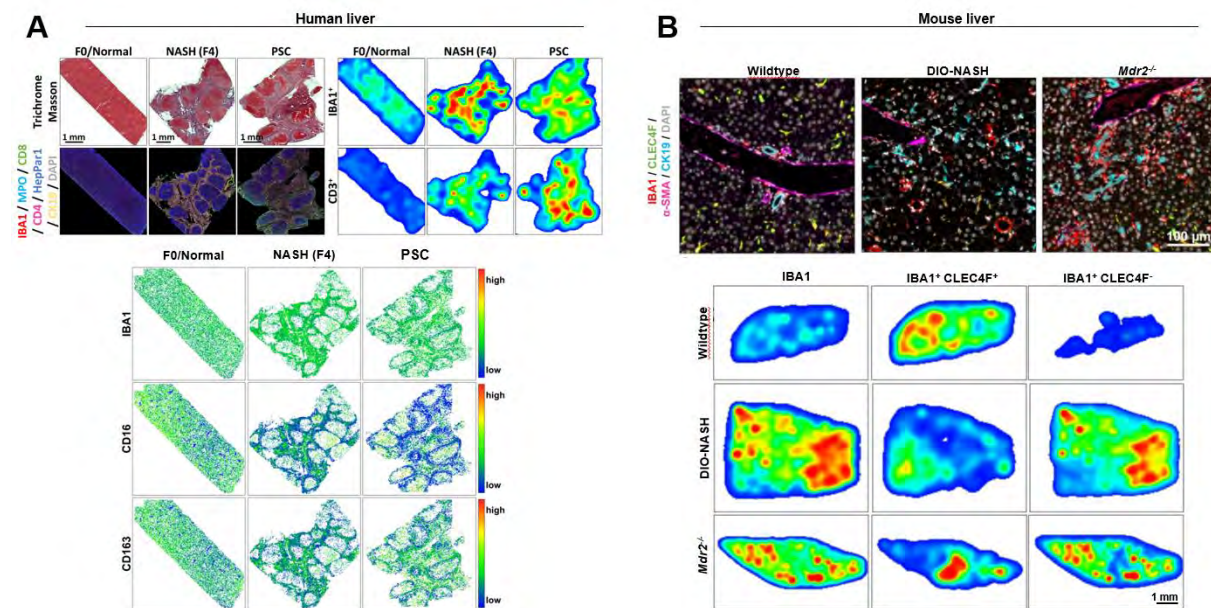 A
Human liver
F0/Normal NASH (F4) PSC
F0/Normal NASH (F4) PSC
Trichrome
Masson
1 mm 1 mm 1 mm
IBA1 / MPO / CD8
/ CD4 / HepPar1
/ CK19 / DAPI
IBA1⁺
CD3⁺
F0/Normal NASH (F4) PSC
IBA1
high
low
CD16
high
low
CD163
high
low
B
Mouse liver
Wildtype DIO-NASH Mdr2⁻/⁻
IBA1 / CLEC4F /
α-SMA / CK19 / DAPI
100 µm
IBA1 IBA1⁺ CLEC4F⁺ IBA1⁺ CLEC4F⁻
Wildtype
DIO-NASH
Mdr2⁻/⁻
1 mm